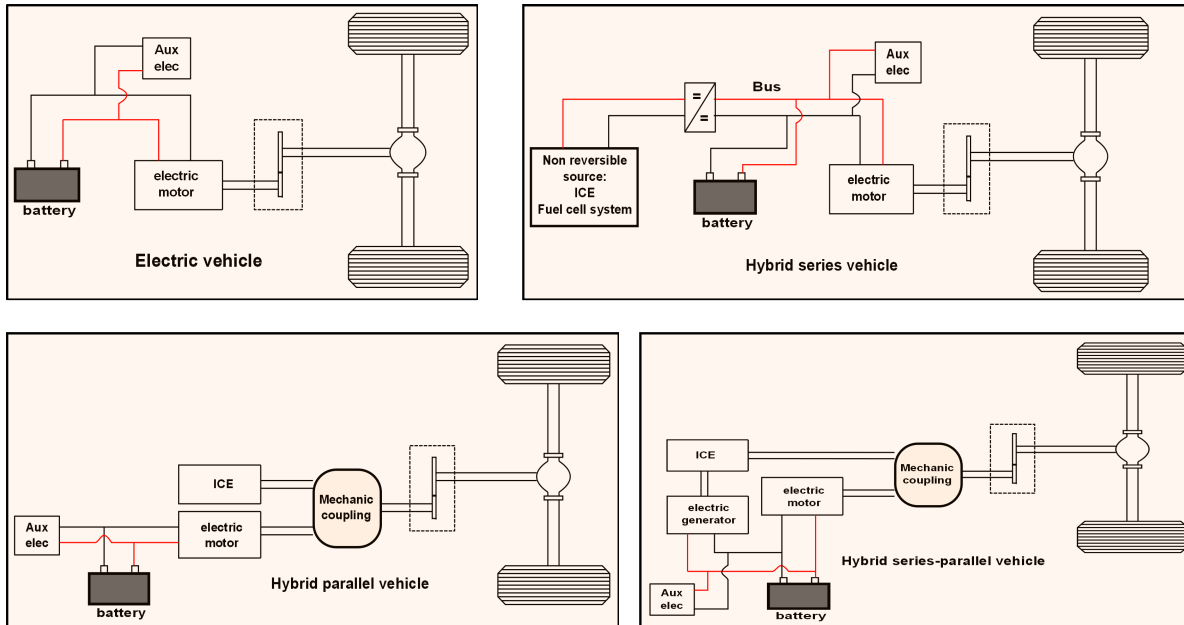 Aux
elec
electric
motor
battery
Electric vehicle
Bus
Aux
elec
=
=
Non reversible
source:
ICE
Fuel cell system
battery
electric
motor
Hybrid series vehicle
ICE
Mechanic
coupling
Aux
elec
electric
motor
battery
Hybrid parallel vehicle
ICE
Mechanic
coupling
electric
motor
electric
generator
Hybrid series-parallel vehicle
Aux
elec
battery